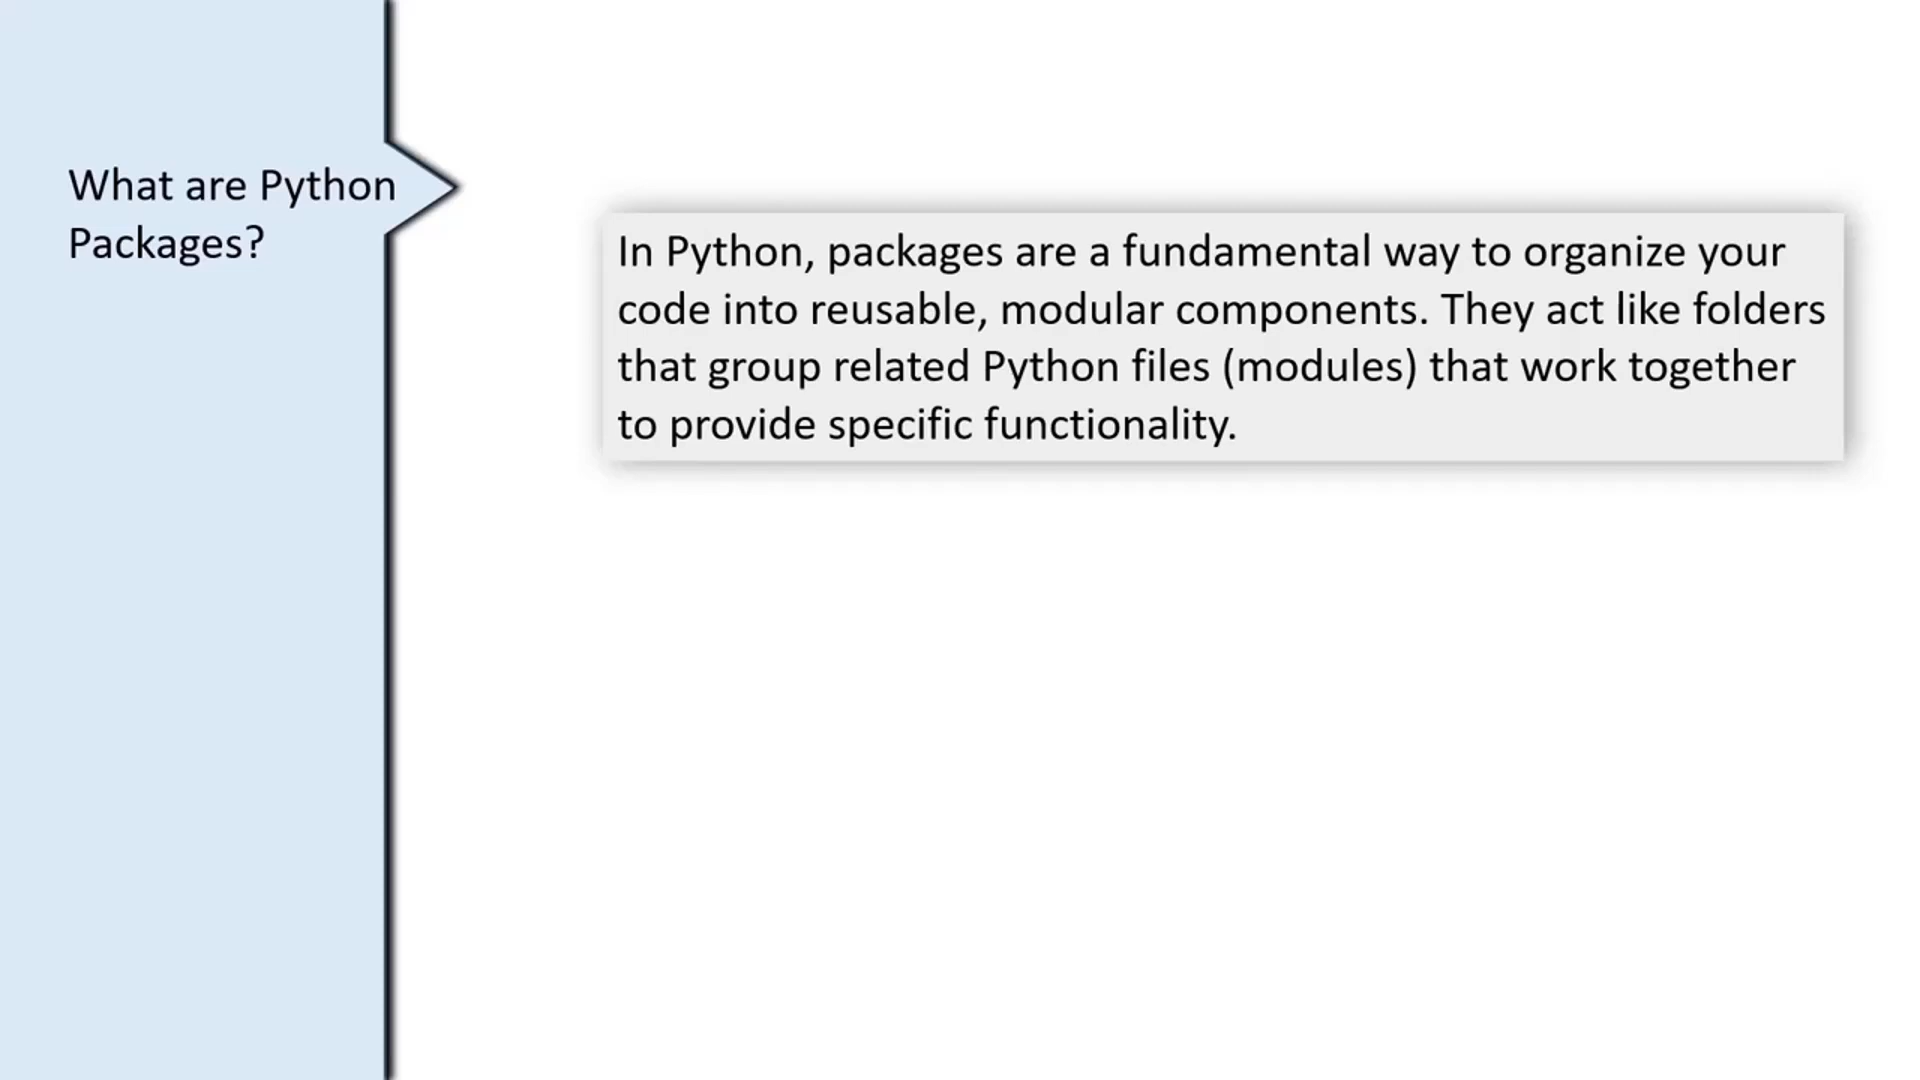 What are Python
Packages?
In Python, packages are a fundamental way to organize your
code into reusable, modular components. They act like folders
that group related Python files (modules) that work together
to provide specific functionality.